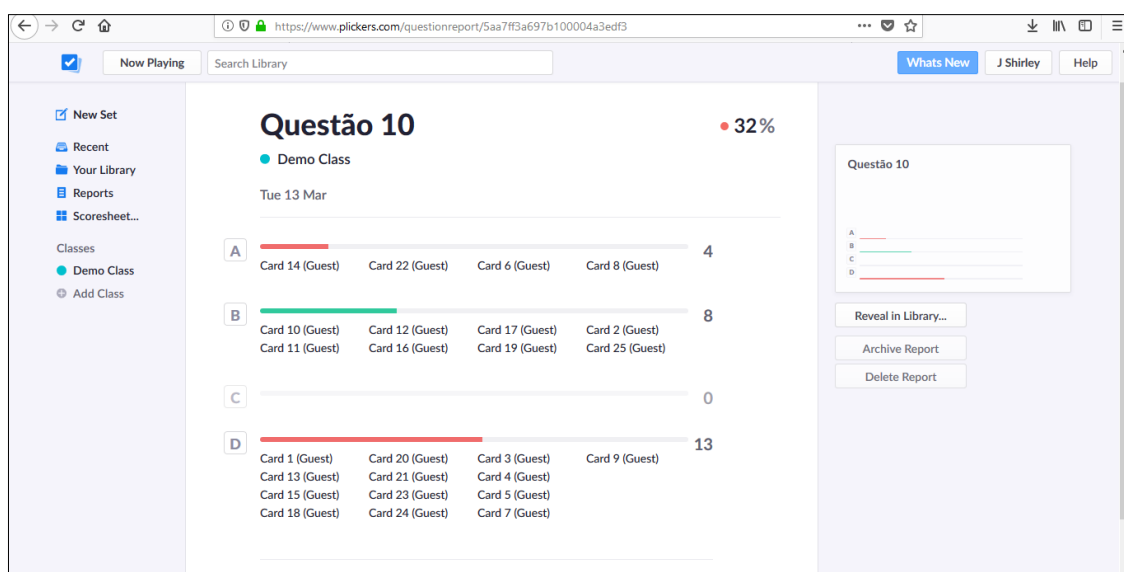 https://www.plickers.com/questionreport/5aa7ff3a697b100004a3edf3
Now Playing
Search Library
Whats New
J Shirley
Help
New Set
Recent
Your Library
Reports
Scoresheet...
Classes
Demo Class
Add Class
Questão 10
32%
Demo Class
Tue 13 Mar
A
4
Card 14 (Guest) Card 22 (Guest) Card 6 (Guest) Card 8 (Guest)
B
8
Card 10 (Guest) Card 12 (Guest) Card 17 (Guest) Card 2 (Guest)
Card 11 (Guest) Card 16 (Guest) Card 19 (Guest) Card 25 (Guest)
C
0
D
13
Card 1 (Guest) Card 20 (Guest) Card 3 (Guest) Card 9 (Guest)
Card 13 (Guest) Card 21 (Guest) Card 4 (Guest)
Card 15 (Guest) Card 23 (Guest) Card 5 (Guest)
Card 18 (Guest) Card 24 (Guest) Card 7 (Guest)
Questão 10
A
B
C
D
Reveal in Library...
Archive Report
Delete Report